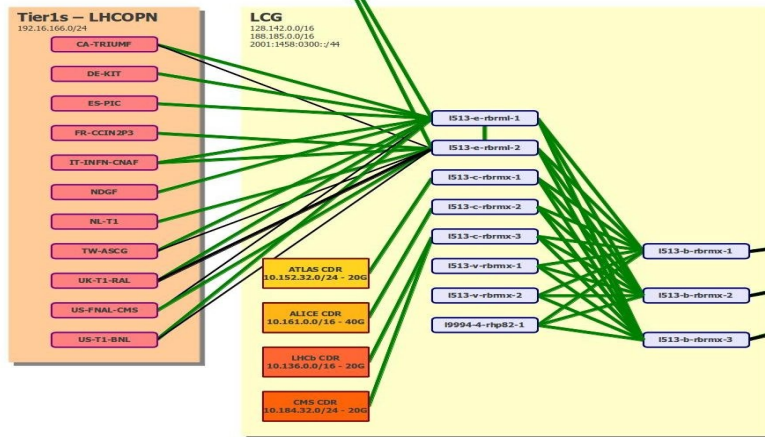 Tier1s – LHCOPN
192.16.166.0/24
CA-TRIUMF
DE-KIT
ES-PIC
FR-CCIN2P3
IT-INFN-CNAF
NDGF
NL-T1
TW-ASCG
UK-T1-RAL
US-FNAL-CMS
US-T1-BNL
LCG
128.142.0.0/16
188.185.0.0/16
2001:1458:0300::/44
l513-e-rbrml-1
l513-e-rbrml-2
l513-c-rbrmx-1
l513-c-rbrmx-2
l513-c-rbrmx-3
l513-v-rbrmx-1
l513-v-rbrmx-2
l9994-4-rhp82-1
ATLAS CDR
10.152.32.0/24 - 20G
ALICE CDR
10.161.0.0/16 - 40G
LHCb CDR
10.136.0.0/16 - 20G
CMS CDR
10.184.32.0/24 - 20G
l513-b-rbrmx-1
l513-b-rbrmx-2
l513-b-rbrmx-3